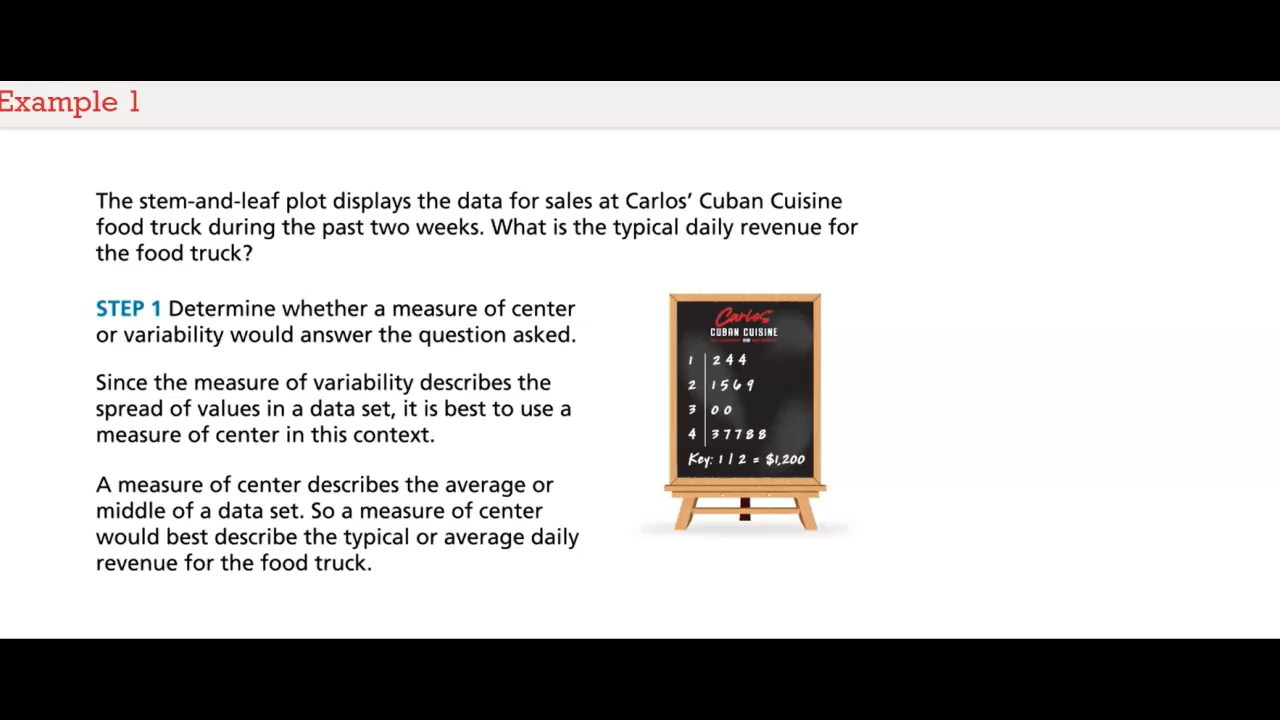 Example 1
The stem-and-leaf plot displays the data for sales at Carlos' Cuban Cuisine
food truck during the past two weeks. What is the typical daily revenue for
the food truck?
STEP 1 Determine whether a measure of center
or variability would answer the question asked.
Since the measure of variability describes the
spread of values in a data set, it is best to use a
measure of center in this context.
A measure of center describes the average or
middle of a data set. So a measure of center
would best describe the typical or average daily
revenue for the food truck.
Carlos
CUBAN CUISINE
1 | 2 4 4
2 | 1 5 6 9
3 | 0 0
4 | 3 7 7 8 8
Key: 1 | 2 = $1,200